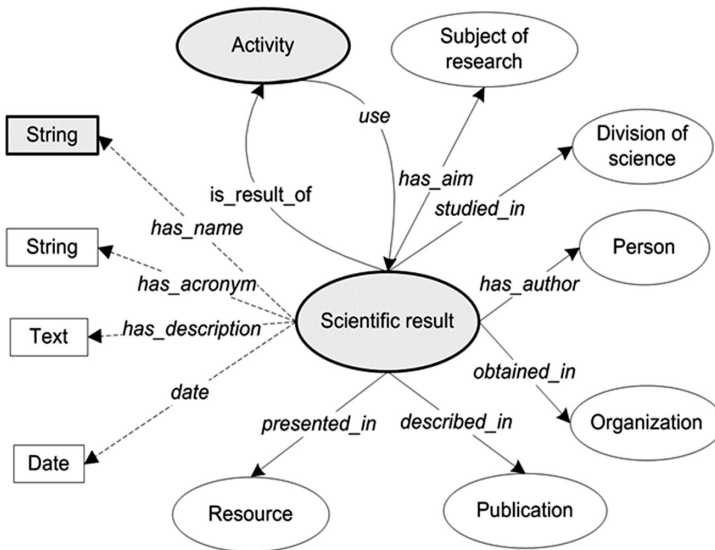 Activity
Subject of
research
use
String
Division of
science
is_result_of
has_aim
studied_in
has_name
String
Person
has_acronym
has_author
Scientific result
Text
has_description
obtained_in
date
presented_in
described_in
Organization
Date
Resource
Publication